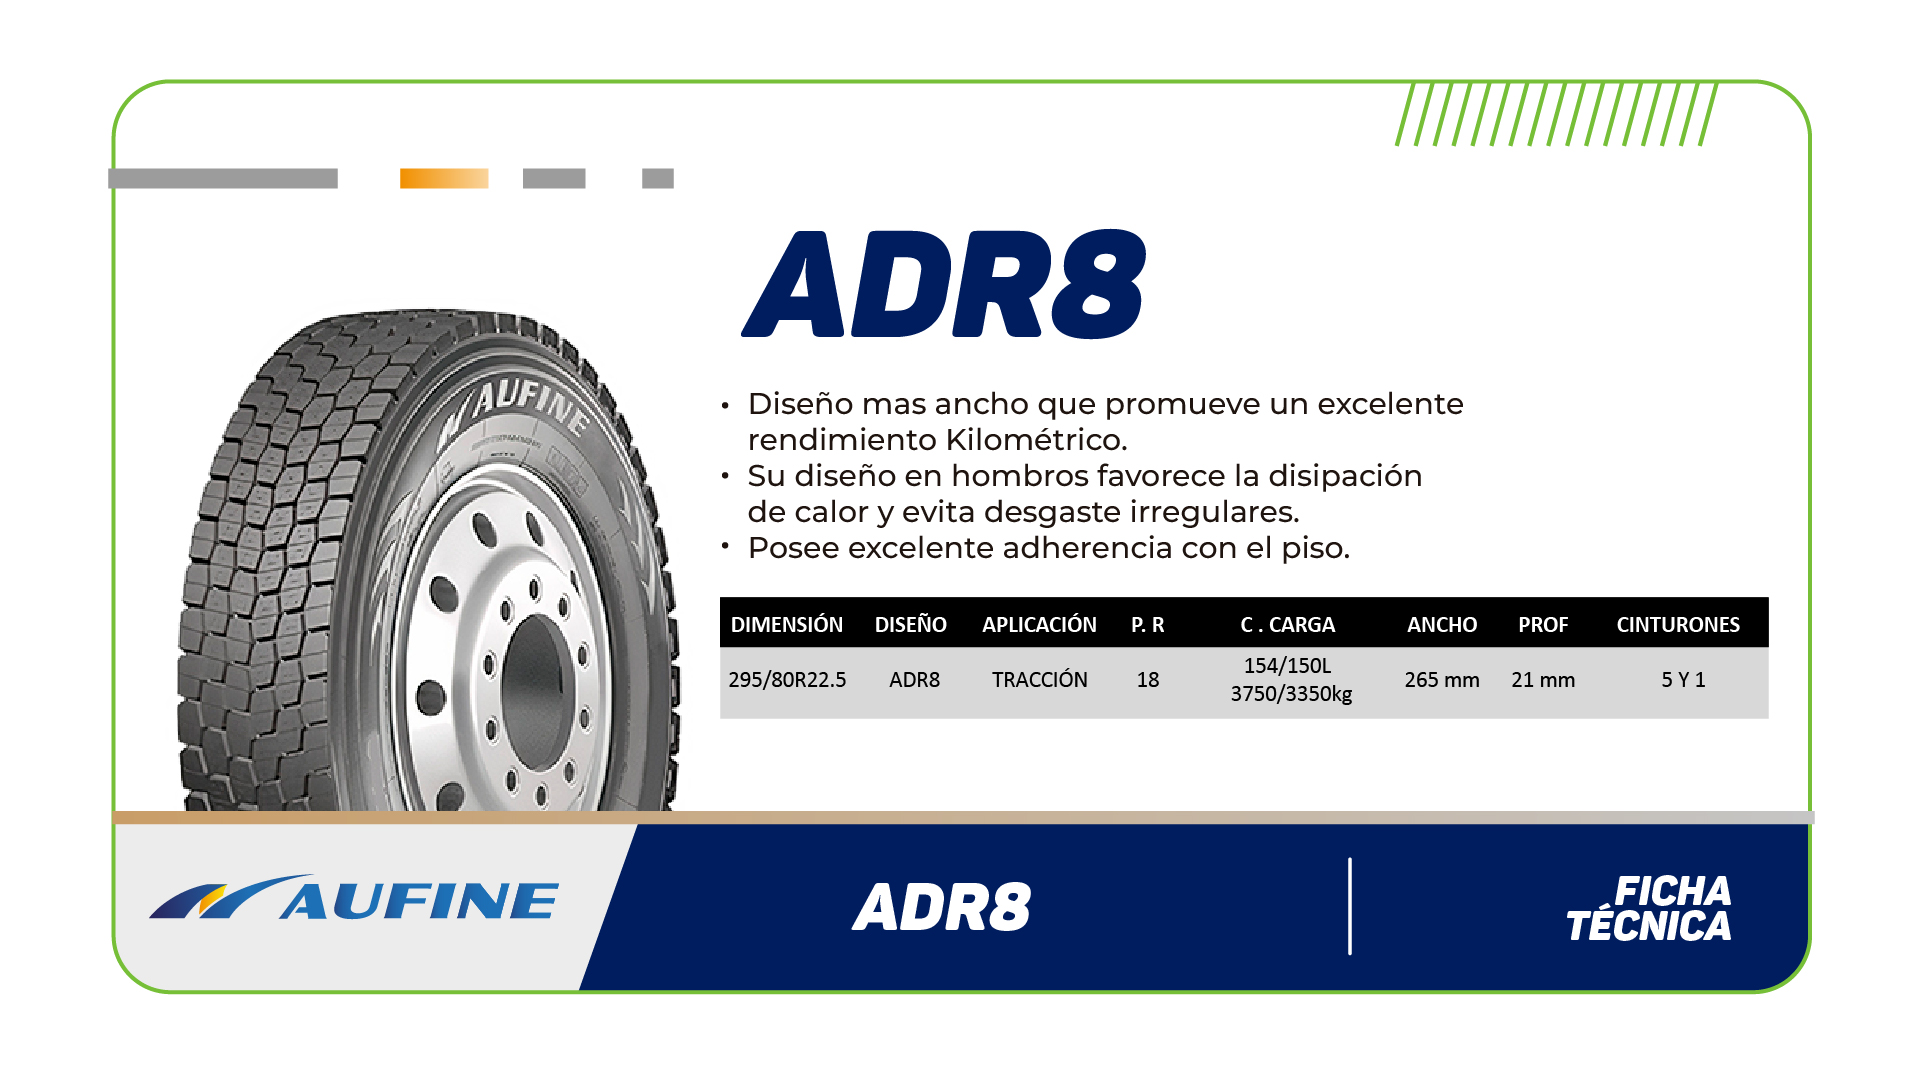 ADR8
• Diseño mas ancho que promueve un excelente
rendimiento Kilométrico.
• Su diseño en hombros favorece la disipación
de calor y evita desgaste irregulares.
• Posee excelente adherencia con el piso.
AUFINE
DIMENSIÓN DISEÑO APLICACIÓN P. R C . CARGA ANCHO PROF CINTURONES
295/80R22.5 ADR8 TRACCIÓN 18 154/150L 3750/3350kg 265 mm 21 mm 5 Y 1
AUFINE
ADR8
FICHA
TÉCNICA